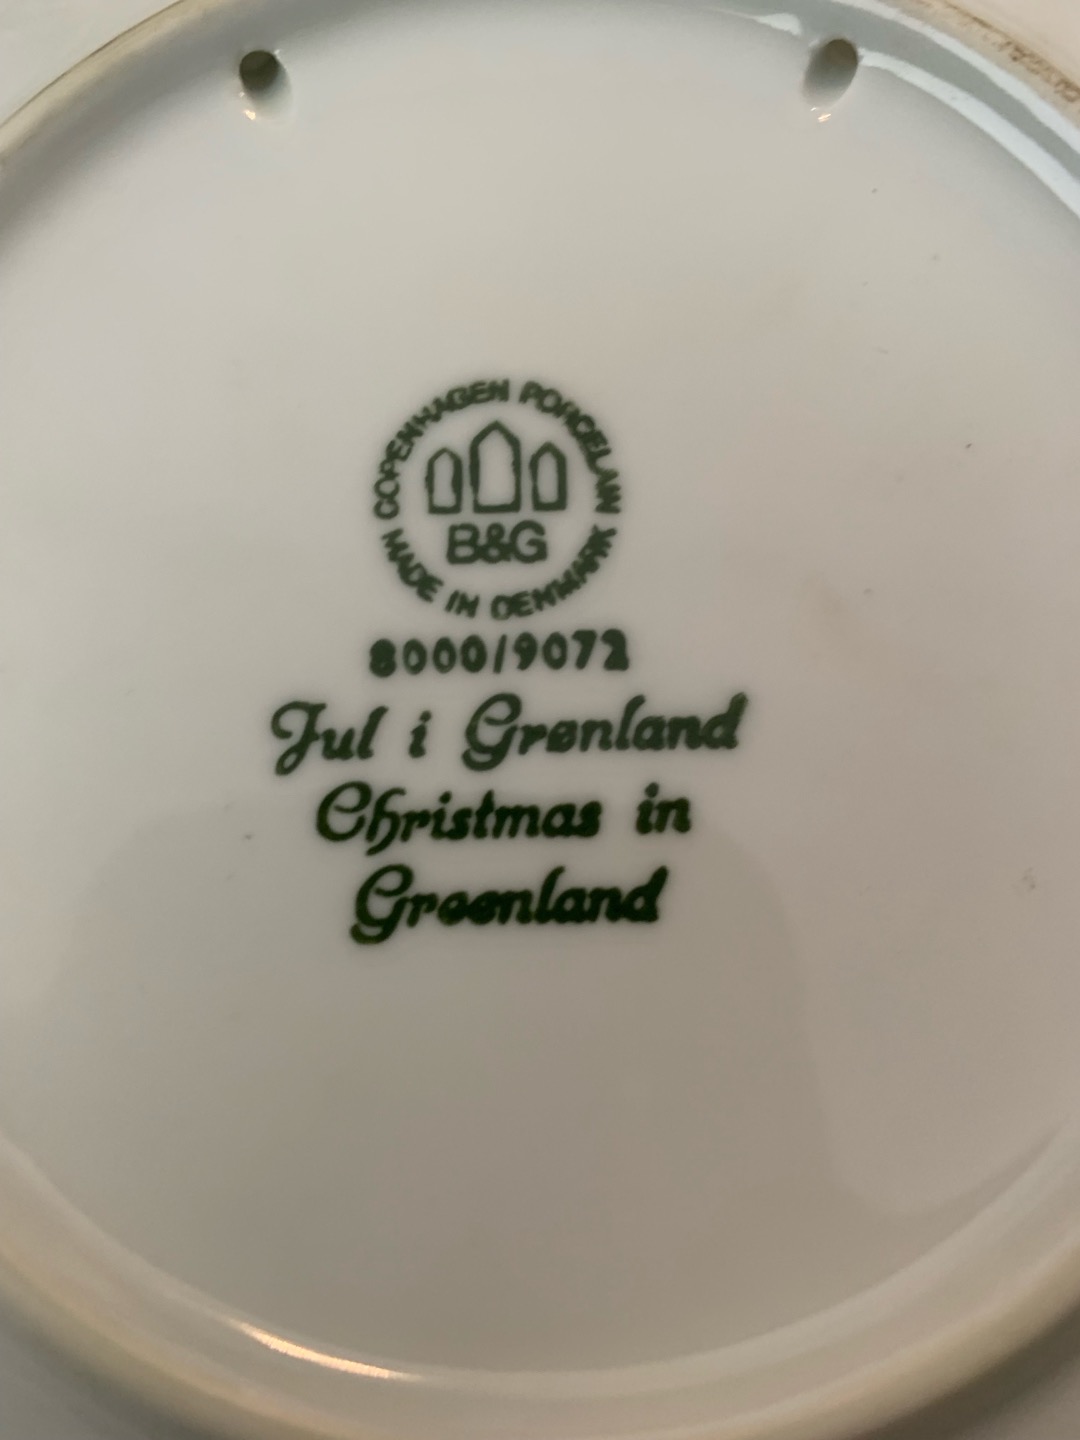 COPENHAGEN PORCELAIN
B&G
MADE IN DENMARK
8000/9072
Jul i Grønland
Christmas in
Greenland